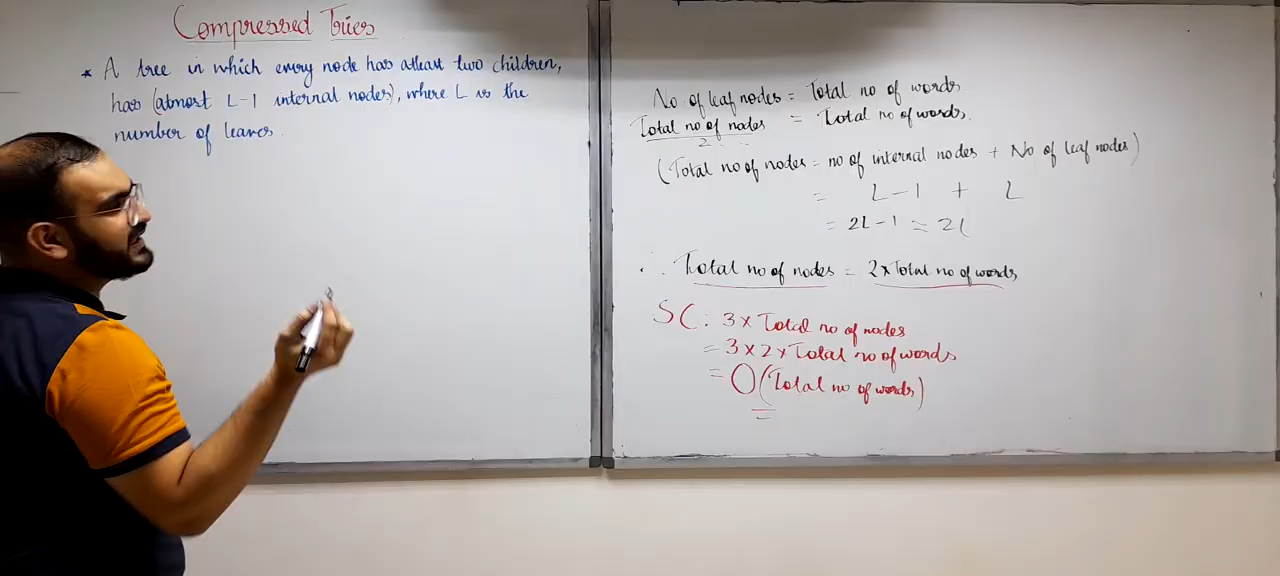 Compressed Tries
* A tree in which every node has atleast two children,
has (atmost L-1 internal nodes), where L is the
number of leaves.
No of leaf nodes = Total no of words
Total no of nodes = Total no of words.
2
(Total no of nodes = no of internal nodes + No of leaf nodes)
= L-1 + L
= 2L-1 = 2L
∴ Total no of nodes = 2 x Total no of words
SC: 3 x Total no of nodes
= 3 x 2 x Total no of words
= O(Total no of words)